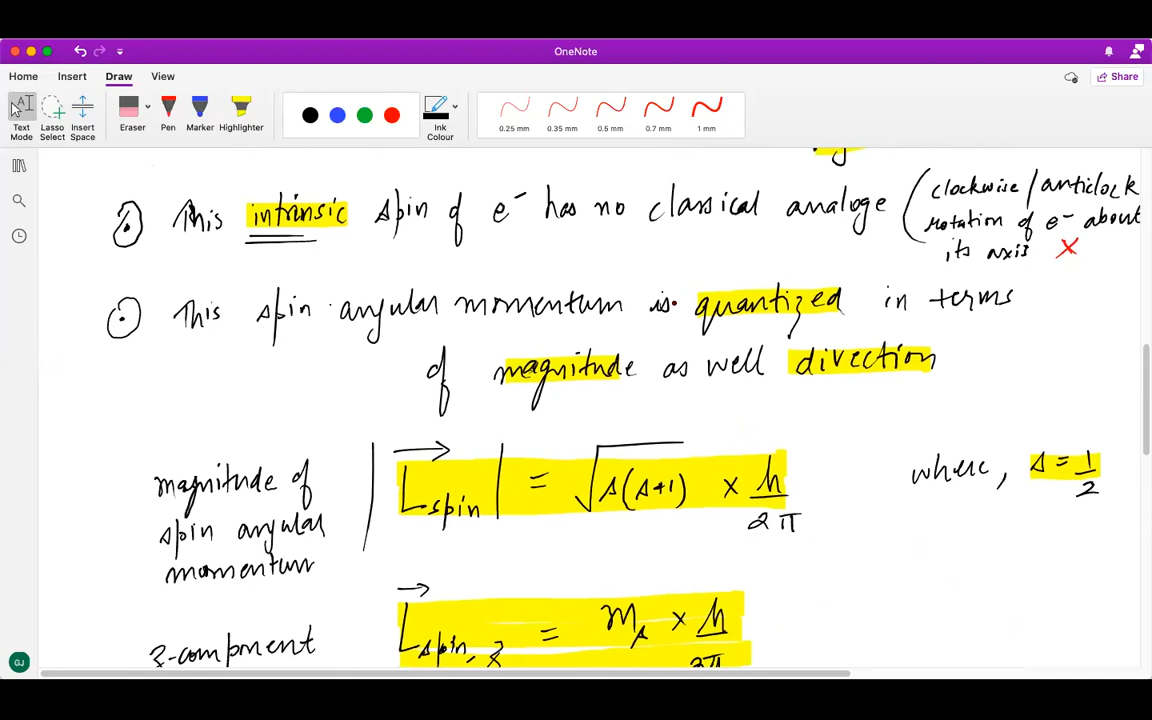 OneNote
Home Insert Draw View
Share
Text Mode
Lasso Select
Insert Space
Eraser
Pen
Marker
Highlighter
Ink Colour
0.25 mm
0.35 mm
0.5 mm
0.7 mm
1 mm
This intrinsic spin of e⁻ has no classical analoge (clockwise/anticlock
rotation of e⁻ about
its axis X
This spin angular momentum is quantized in terms
of magnitude as well direction
magnitude of
spin angular
momentum
|L⃗spin| = √s(s+1) × h/2π
where, s = 1/2
z-component
L⃗spin, z = ms × h/2π
GJ